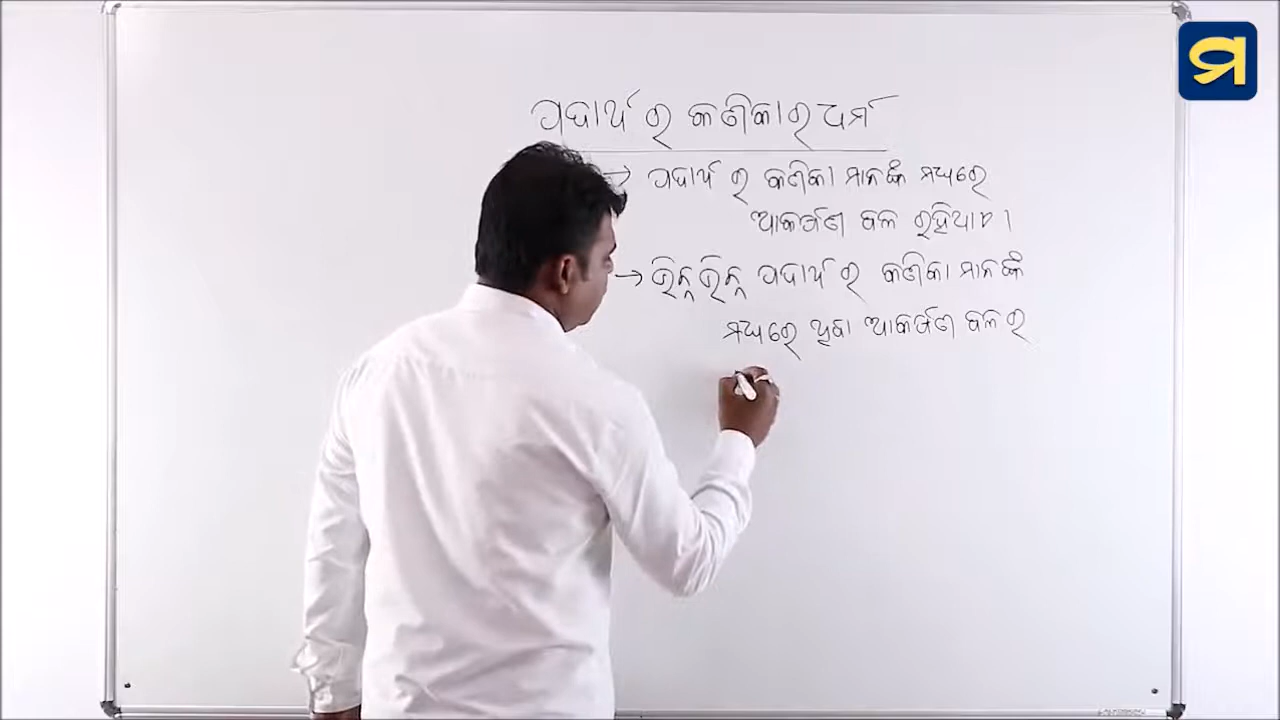 ପଦାର୍ଥ ର କଣିକାର ଧର୍ମ
→ ପଦାର୍ଥ ର କଣିକା ମାନଙ୍କ ମଧ୍ୟରେ
ଆକର୍ଷଣ ବଳ ରହିଥାଏ ।
→ ଭିନ୍ନ ଭିନ୍ନ ପଦାର୍ଥ ର କଣିକା ମାନଙ୍କ
ମଧ୍ୟରେ ଥିବା ଆକର୍ଷଣ ବଳ ର
ପ୍ର